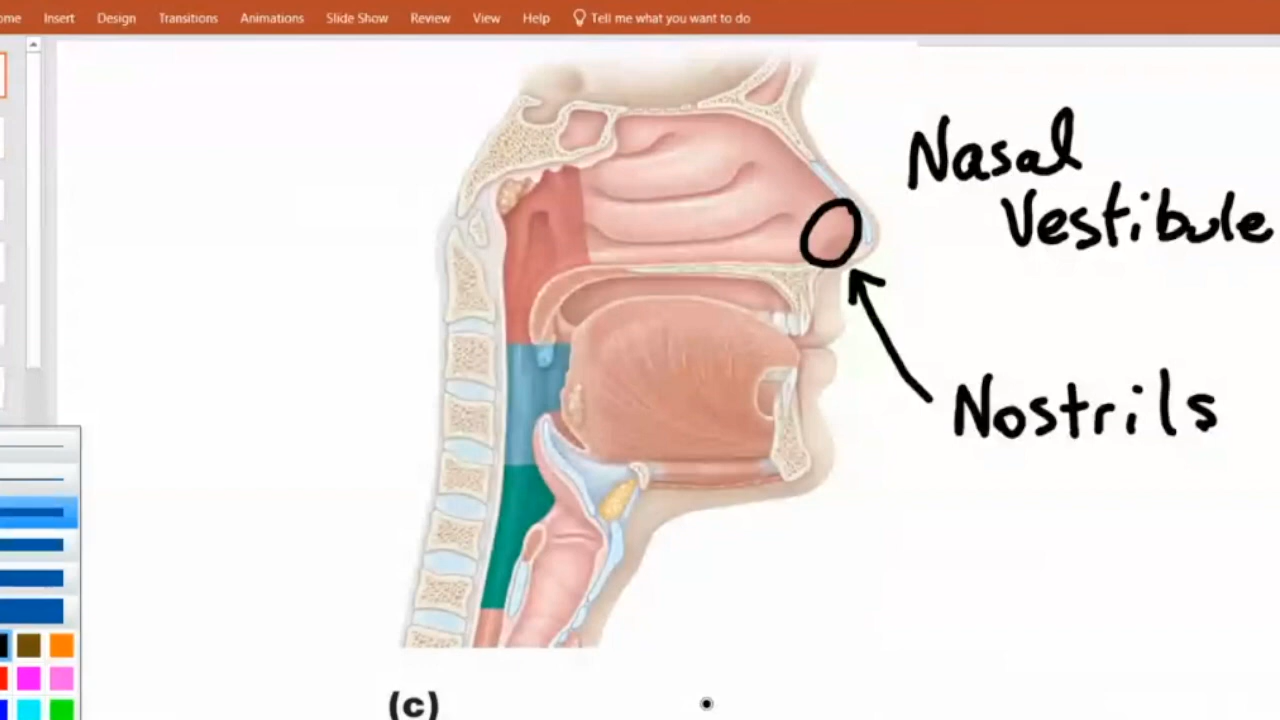 ome Insert Design Transitions Animations Slide Show Review View Help Tell me what you want to do
Nasal
Vestibule
Nostrils
(c)